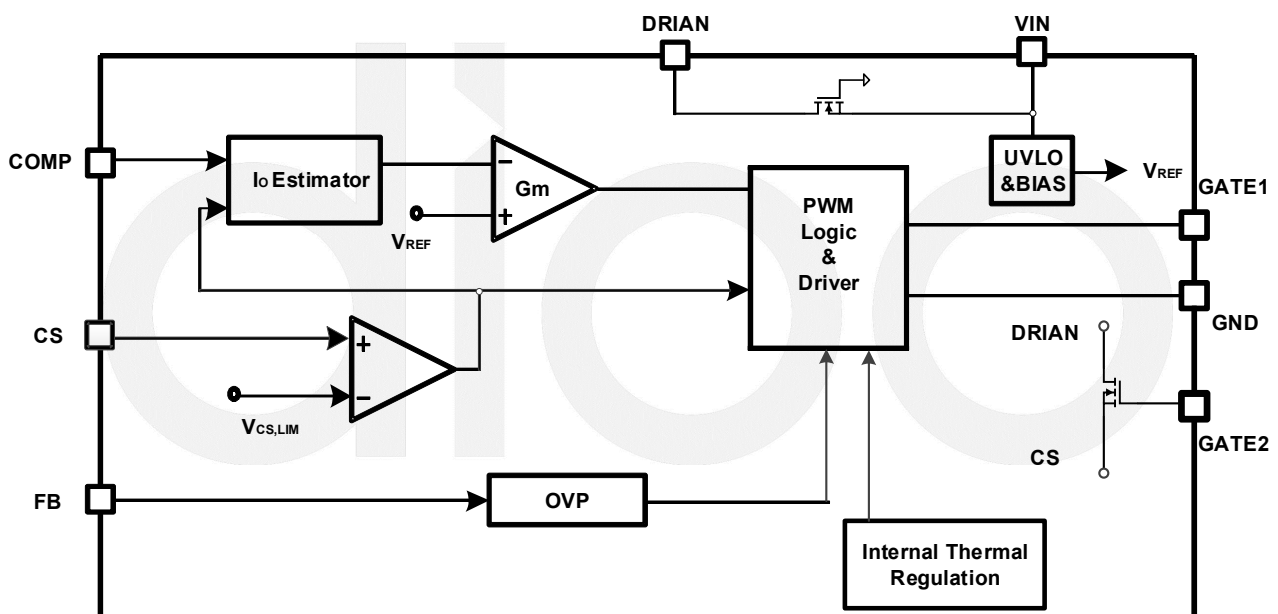 DRIAN
VIN
COMP
IO Estimator
Gm
VREF
UVLO
&BIAS
VREF
GATE1
PWM
Logic
&
Driver
CS
VCS,LIM
GND
DRIAN
GATE2
CS
FB
OVP
Internal Thermal
Regulation
dioo